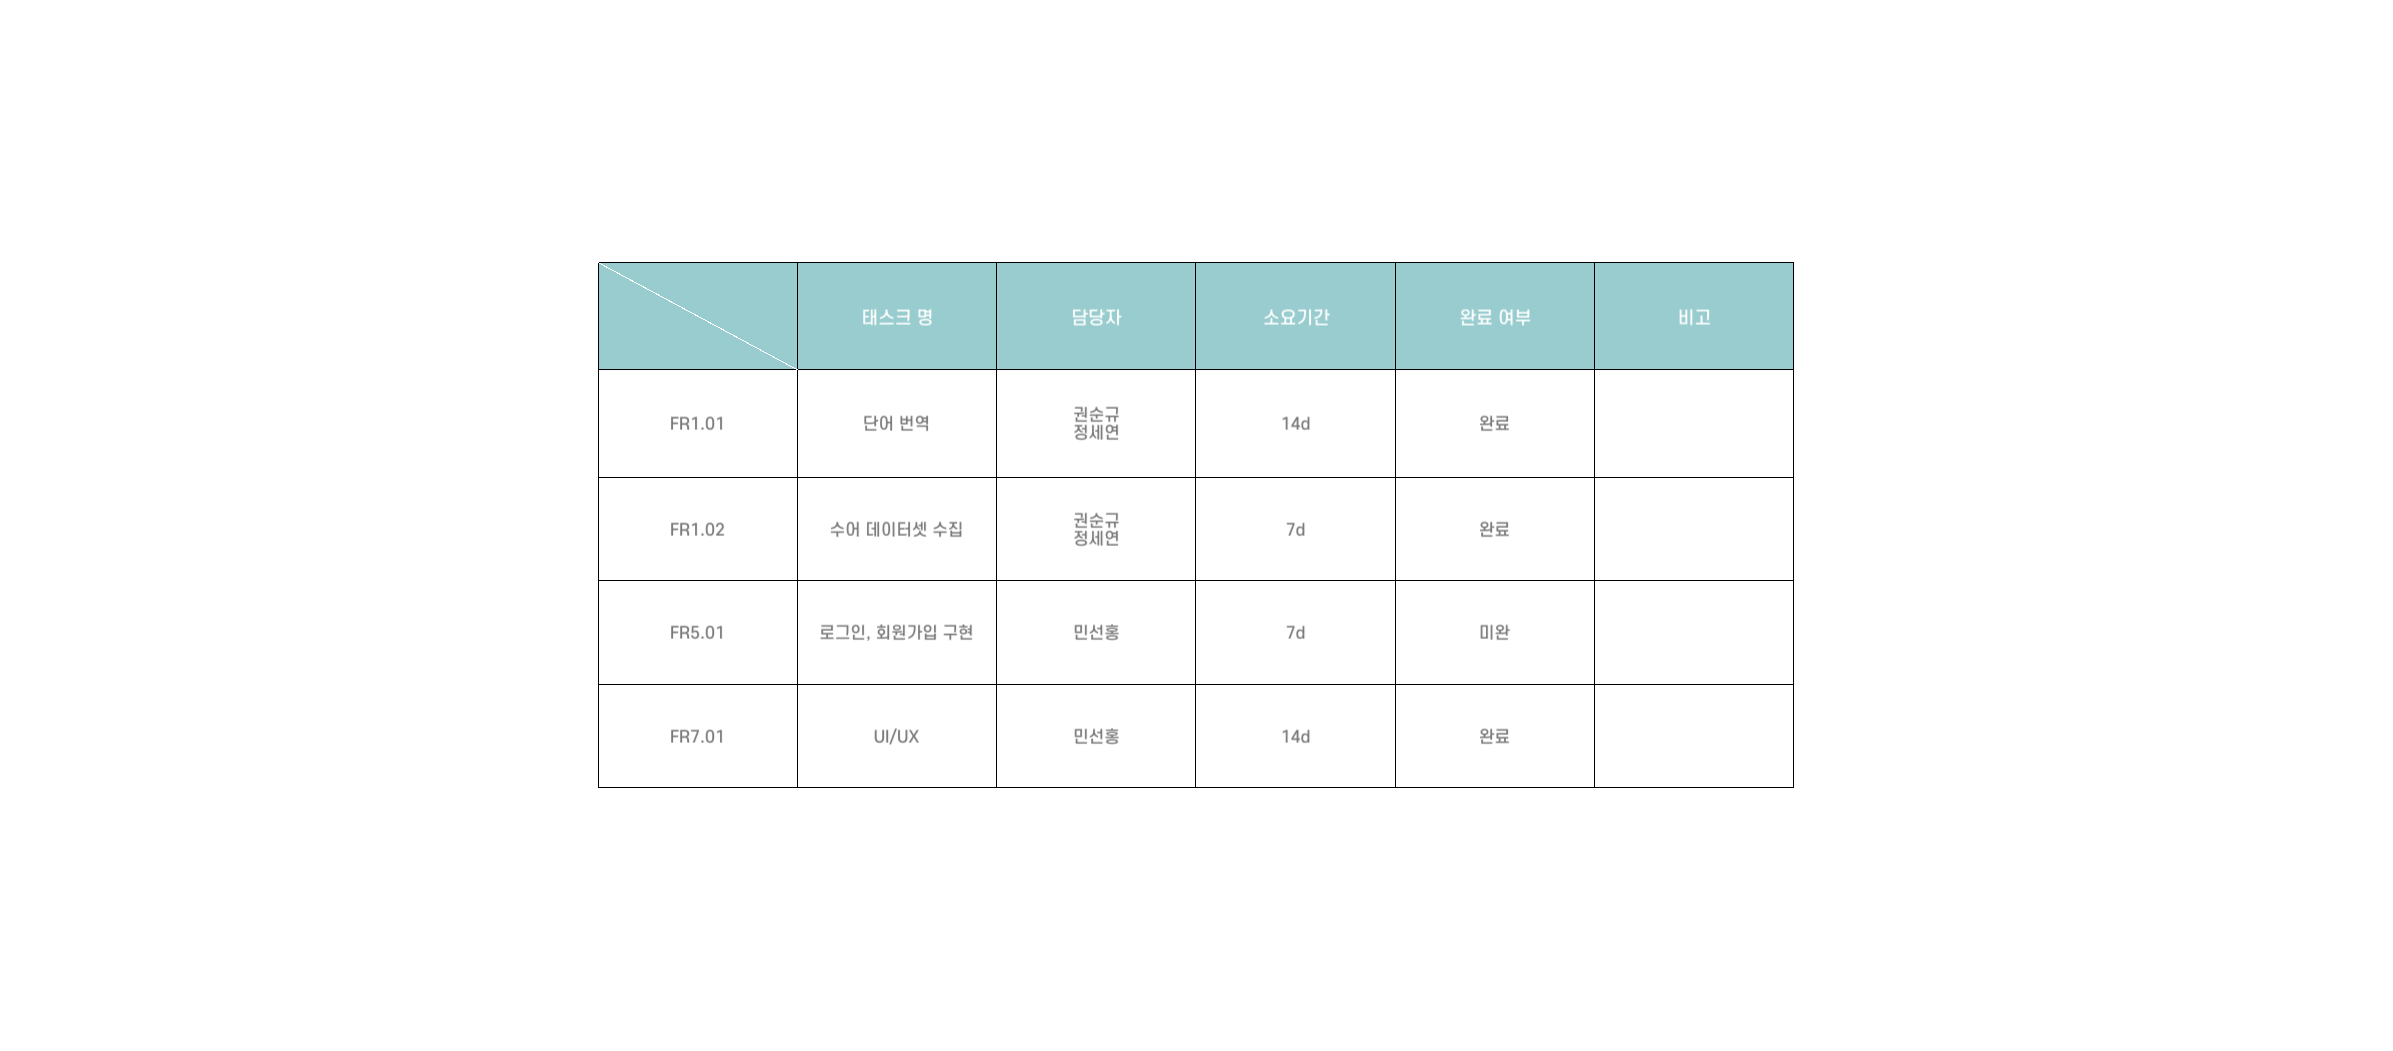 태스크 명 담당자 소요기간 완료 여부 비고
FR1.01 단어 번역 권순규 정세연 14d 완료
FR1.02 수어 데이터셋 수집 권순규 정세연 7d 완료
FR5.01 로그인, 회원가입 구현 민선홍 7d 미완
FR7.01 UI/UX 민선홍 14d 완료